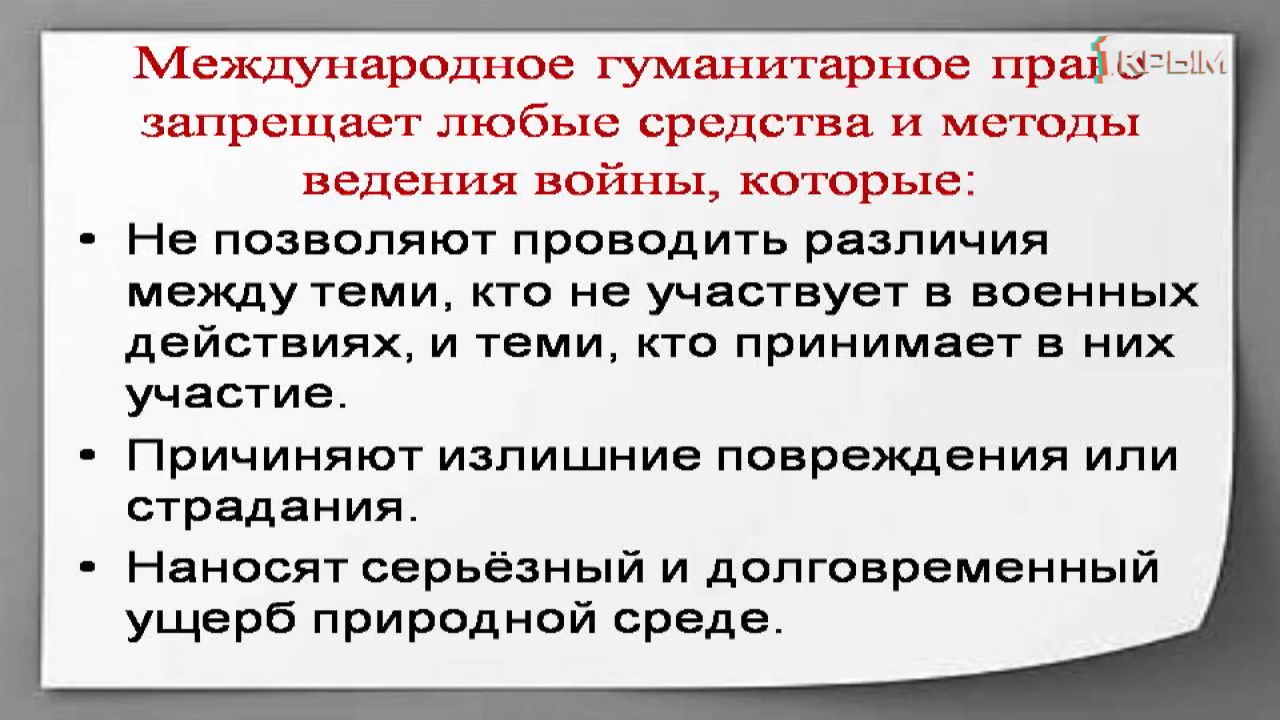 Международное гуманитарное право
1КРЫМ
запрещает любые средства и методы
ведения войны, которые:
• Не позволяют проводить различия
между теми, кто не участвует в военных
действиях, и теми, кто принимает в них
участие.
• Причиняют излишние повреждения или
страдания.
• Наносят серьёзный и долговременный
ущерб природной среде.